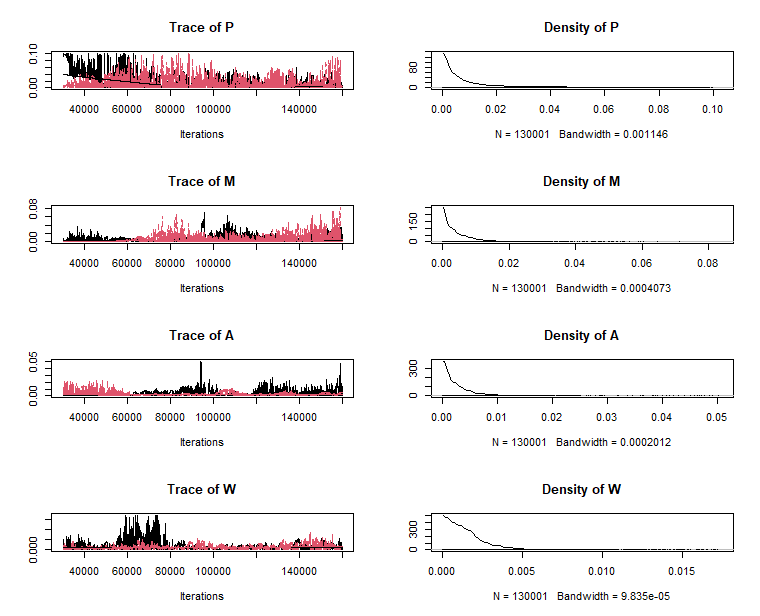 Trace of P
0.00 0.10
40000 60000 80000 100000 140000
Iterations
Density of P
0 80
0.00 0.02 0.04 0.06 0.08 0.10
N = 130001 Bandwidth = 0.001146
Trace of M
0.00 0.08
40000 60000 80000 100000 140000
Iterations
Density of M
0 150
0.00 0.02 0.04 0.06 0.08
N = 130001 Bandwidth = 0.0004073
Trace of A
0.00 0.05
40000 60000 80000 100000 140000
Iterations
Density of A
0 300
0.00 0.01 0.02 0.03 0.04 0.05
N = 130001 Bandwidth = 0.0002012
Trace of W
0.000
40000 60000 80000 100000 140000
Iterations
Density of W
0 300
0.000 0.005 0.010 0.015
N = 130001 Bandwidth = 9.835e-05